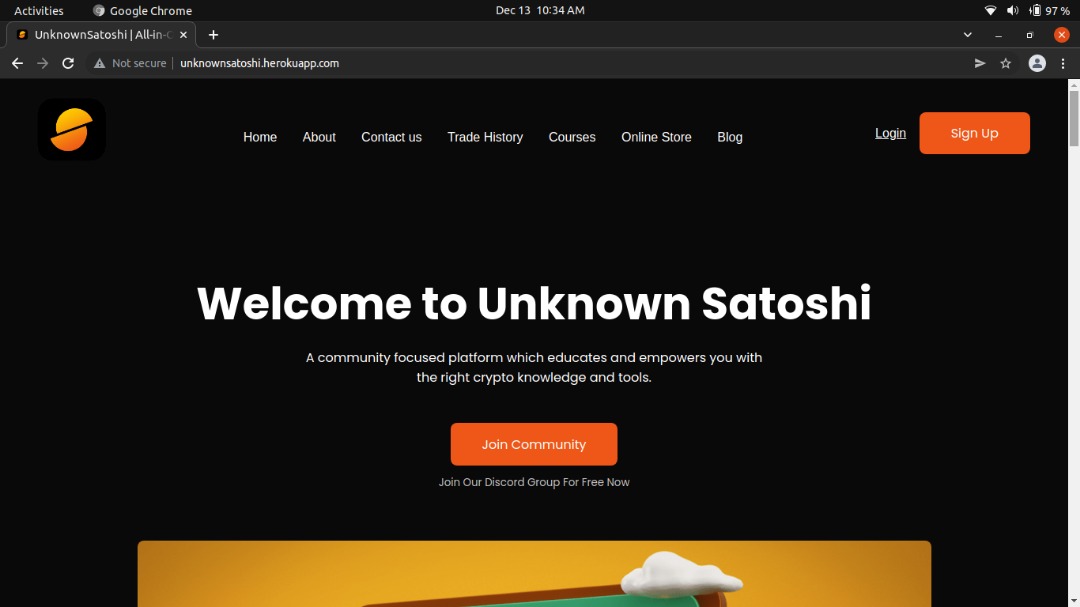 Activities
Google Chrome
Dec 13 10:34 AM
97 %
UnknownSatoshi | All-in-
Not secure
unknownsatoshi.herokuapp.com
Home
About
Contact us
Trade History
Courses
Online Store
Blog
Login
Sign Up
Welcome to Unknown Satoshi
A community focused platform which educates and empowers you with
the right crypto knowledge and tools.
Join Community
Join Our Discord Group For Free Now